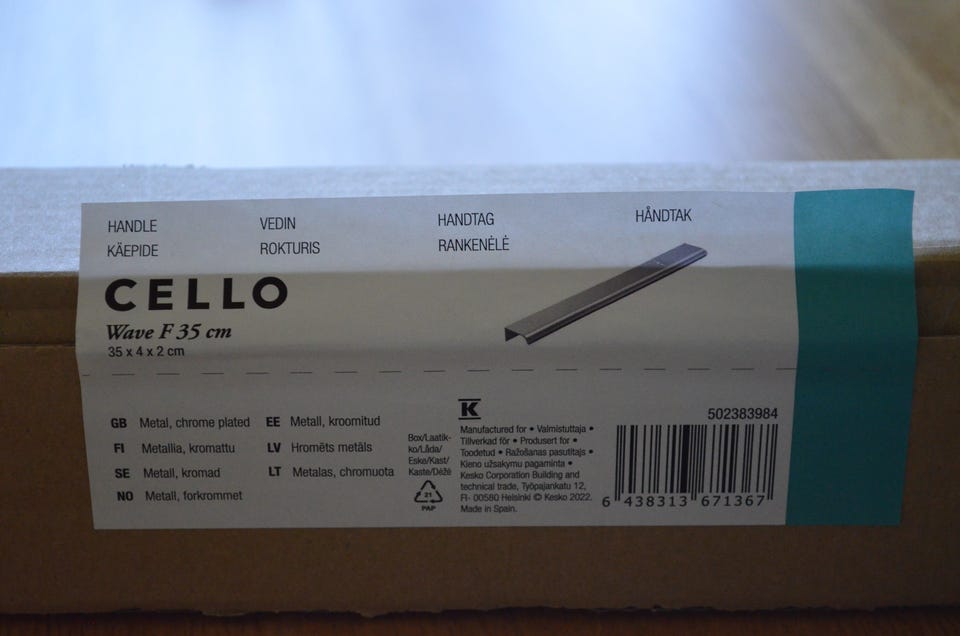 HANDLE VEDIN HANDTAG HÅNDTAK
KÄEPIDE ROKTURIS RANKENĖLĖ
CELLO
Wave F 35 cm
35 x 4 x 2 cm
GB Metal, chrome plated
FI Metallia, kromattu
SE Metall, kromad
NO Metall, forkrommet
EE Metall, kroomitud
LV Hromēts metāls
LT Metalas, chromuota
Box/Laatik-
ko/Låda/
Eske/Kast/
Kaste/Dėžė
21
PAP
K
Manufactured for • Valmistuttaja •
Tillverkad för • Produsert for •
Toodetud • Ražošanas pasutītajs •
Kieno užsakymu pagaminta •
Kesko Corporation Building and
technical trade, Työpajankatu 12,
FI- 00580 Helsinki © Kesko 2022.
Made in Spain.
502383984
6 438313 671367